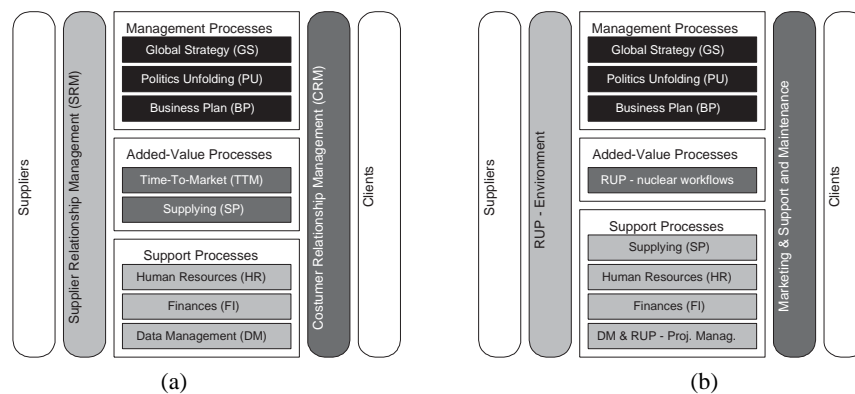 Suppliers
Supplier Relationship Management (SRM)
Management Processes
Global Strategy (GS)
Politics Unfolding (PU)
Business Plan (BP)
Added-Value Processes
Time-To-Market (TTM)
Supplying (SP)
Support Processes
Human Resources (HR)
Finances (FI)
Data Management (DM)
Costumer Relationship Management (CRM)
Clients
(a)
Suppliers
RUP - Environment
Management Processes
Global Strategy (GS)
Politics Unfolding (PU)
Business Plan (BP)
Added-Value Processes
RUP - nuclear workflows
Support Processes
Supplying (SP)
Human Resources (HR)
Finances (FI)
DM & RUP - Proj. Manag.
Marketing & Support and Maintenance
Clients
(b)